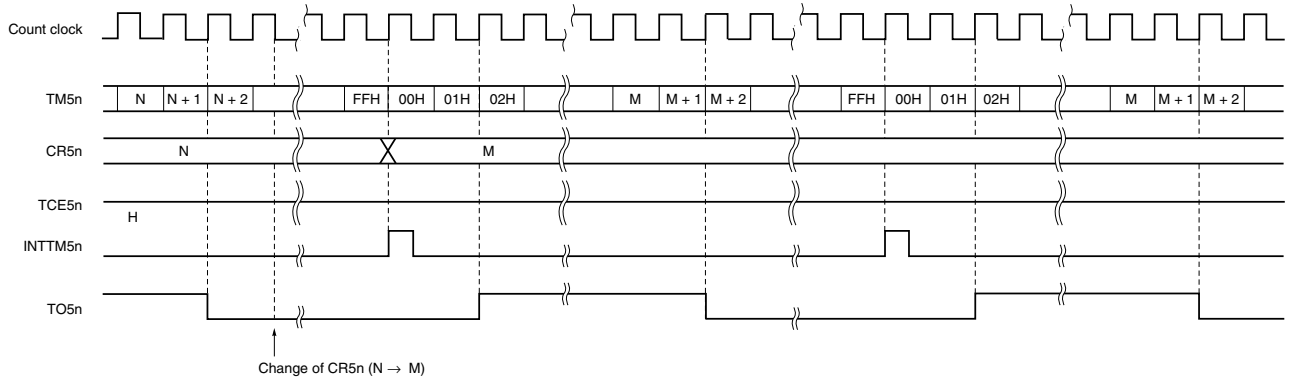 Count clock
TM5n N N + 1 N + 2 FFH 00H 01H 02H M M + 1 M + 2 FFH 00H 01H 02H M M + 1 M + 2
CR5n N M
TCE5n
H
INTTM5n
TO5n
Change of CR5n (N → M)